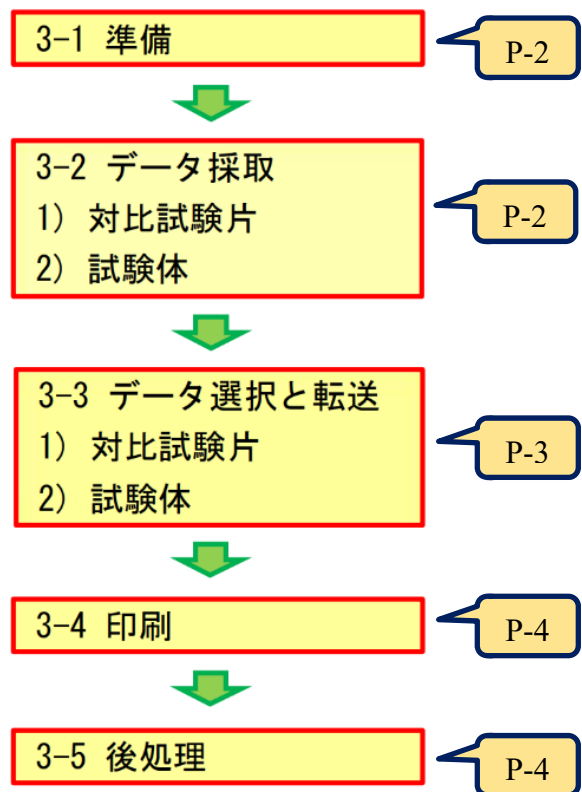 3-1 準備
P-2
3-2 データ採取
1) 対比試験片
2) 試験体
P-2
3-3 データ選択と転送
1) 対比試験片
2) 試験体
P-3
3-4 印刷
P-4
3-5 後処理
P-4